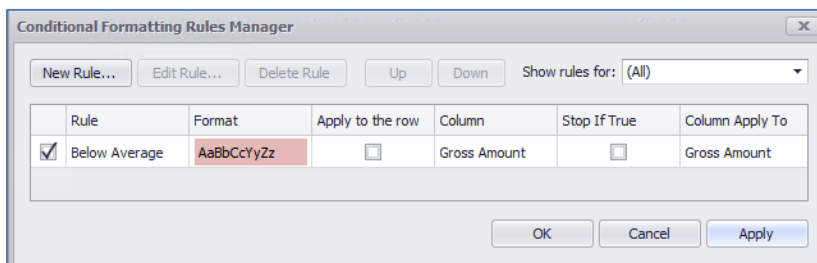 Conditional Formatting Rules Manager
New Rule... Edit Rule... Delete Rule Up Down Show rules for: (All)
Rule Format Apply to the row Column Stop If True Column Apply To
Below Average AaBbCcYyZz Gross Amount Gross Amount
OK Cancel Apply